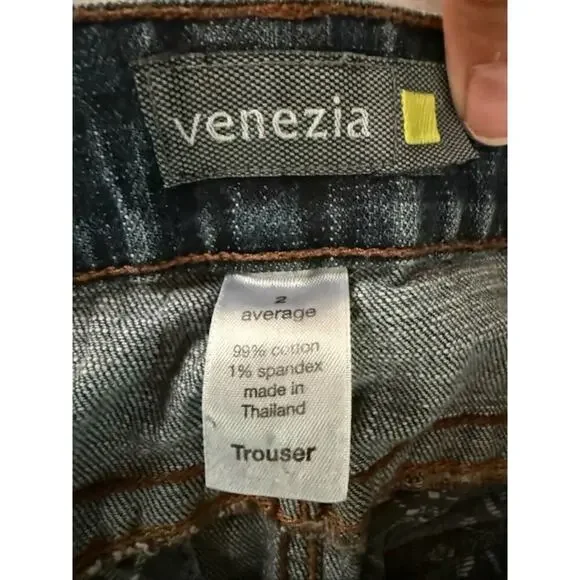 venezia
2
average
99% cotton
1% spandex
made in
Thailand
Trouser